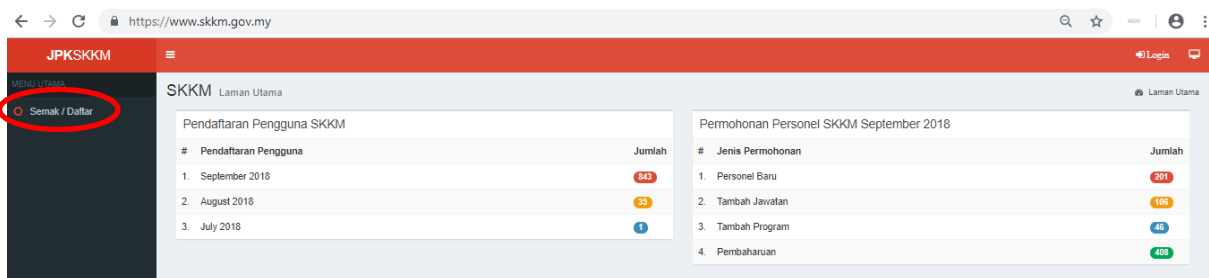 https://www.skkm.gov.my
JPKSKKM
Login
MENU UTAMA
Semak / Daftar
SKKM Laman Utama
Laman Utama
Pendaftaran Pengguna SKKM
# Pendaftaran Pengguna Jumlah
1. September 2018 843
2. August 2018 35
3. July 2018 1
Permohonan Personel SKKM September 2018
# Jenis Permohonan Jumlah
1. Personel Baru 201
2. Tambah Jawatan 106
3. Tambah Program 46
4. Pembaharuan 408